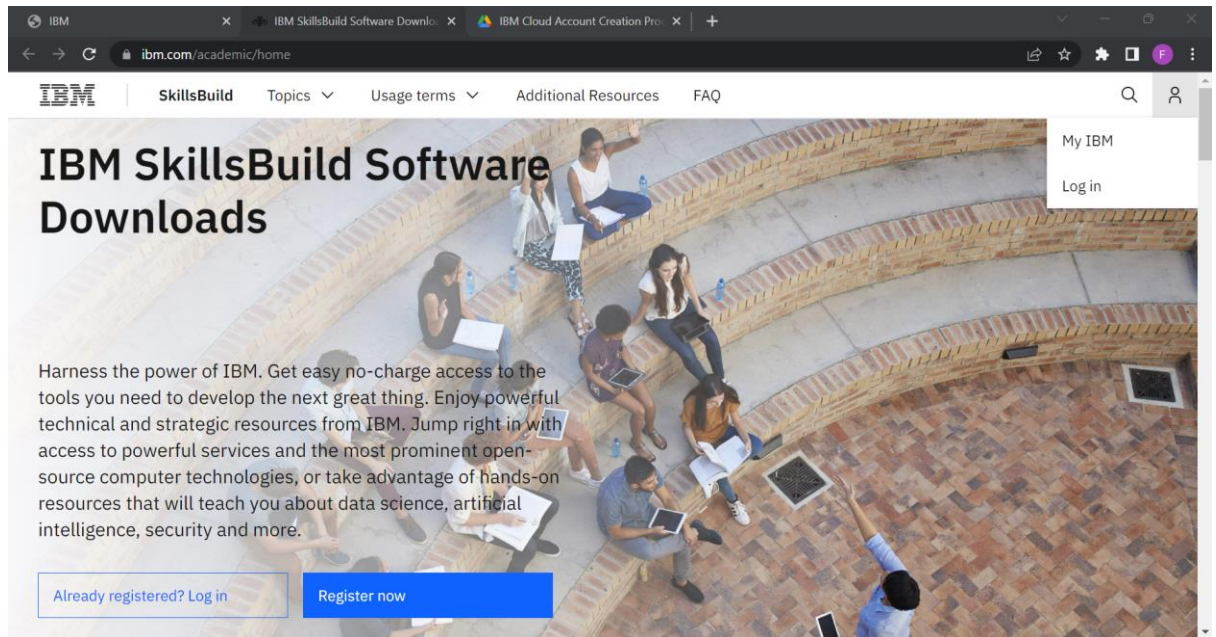 IBM
IBM SkillsBuild Software Downlo
IBM Cloud Account Creation Pro
ibm.com/academic/home
F
IBM
SkillsBuild
Topics
Usage terms
Additional Resources
FAQ
My IBM
Log in
IBM SkillsBuild Software
Downloads
Harness the power of IBM. Get easy no-charge access to the
tools you need to develop the next great thing. Enjoy powerful
technical and strategic resources from IBM. Jump right in with
access to powerful services and the most prominent open-
source computer technologies, or take advantage of hands-on
resources that will teach you about data science, artificial
intelligence, security and more.
Already registered? Log in
Register now